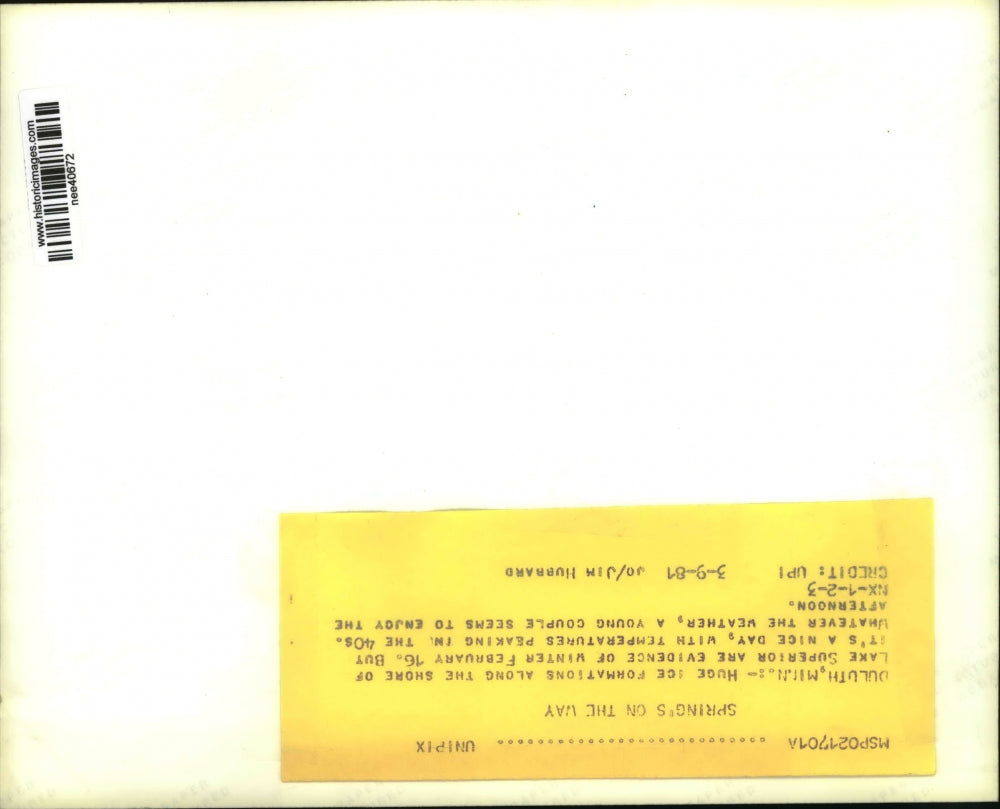 www.historicimages.com
nee40672
MSP021701A .............................. UNIPIX
SPRING'S ON THE WAY
DULUTH, MINN.:- HUGE ICE FORMATIONS ALONG THE SHORE OF
LAKE SUPERIOR ARE EVIDENCE OF WINTER FEBRUARY 16. BUT
IT'S A NICE DAY, WITH TEMPERATURES PEAKING IN THE 40S.
WHATEVER THE WEATHER, A YOUNG COUPLE SEEMS TO ENJOY THE
AFTERNOON.
NX-1-2-3
CREDIT: UPI 3-9-81 JO/JIM HUBBARD